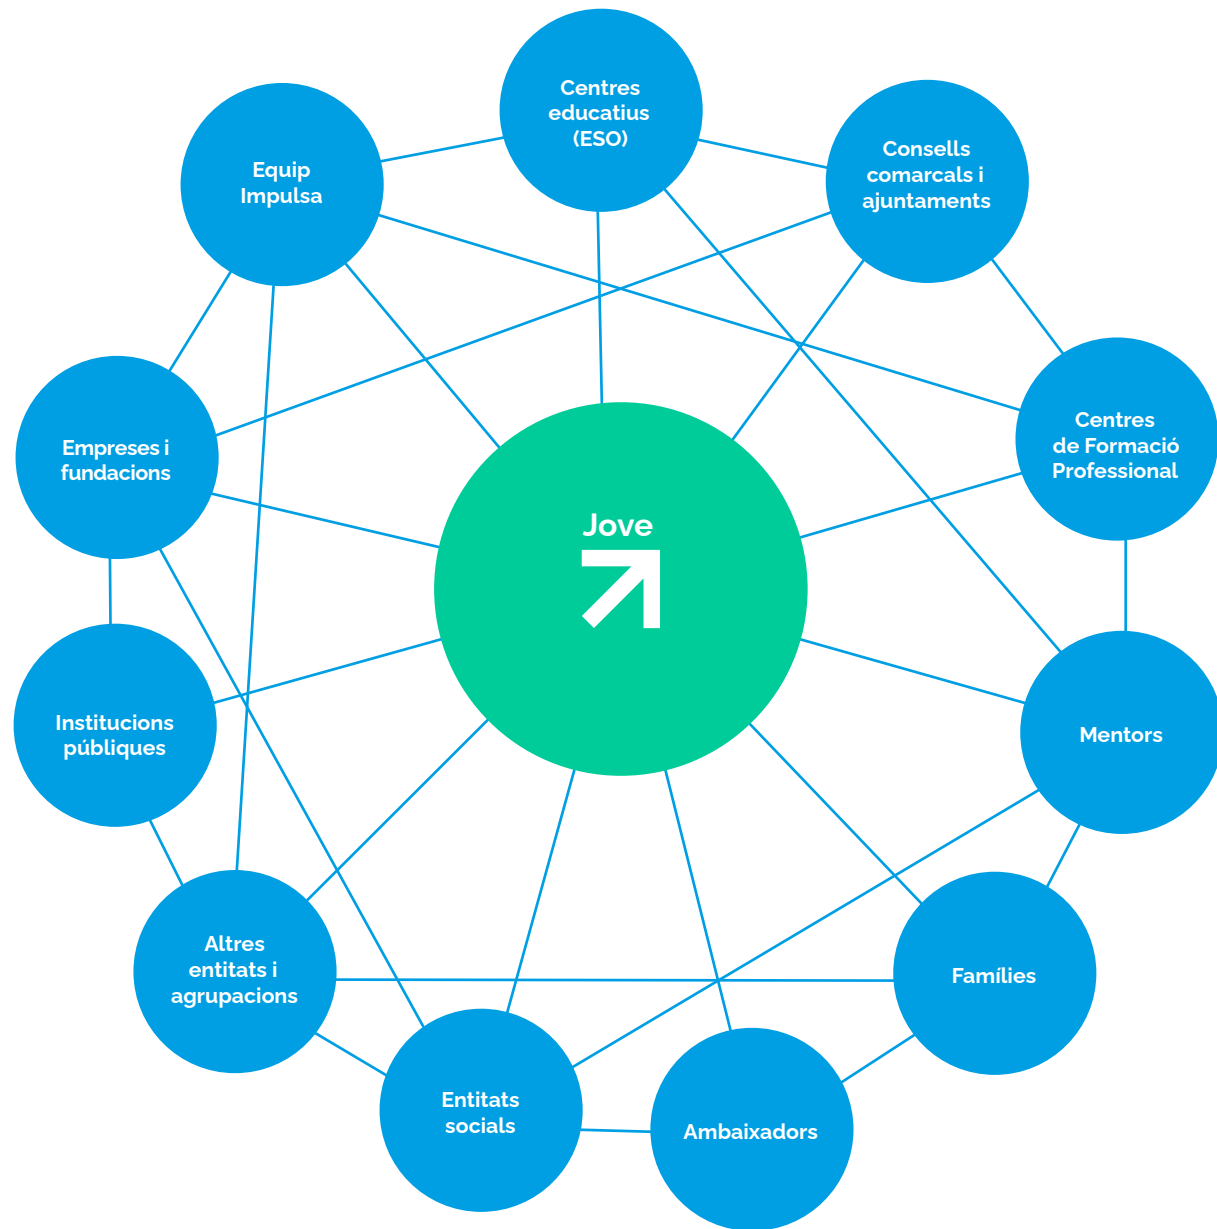 Centres
educatius
(ESO)
Consells
comarcals i
ajuntaments
Equip
Impulsa
Centres
de Formació
Professional
Empreses i
fundacions
Jove
Institucions
públiques
Mentors
Altres
entitats i
agrupacions
Famílies
Entitats
socials
Ambaixadors